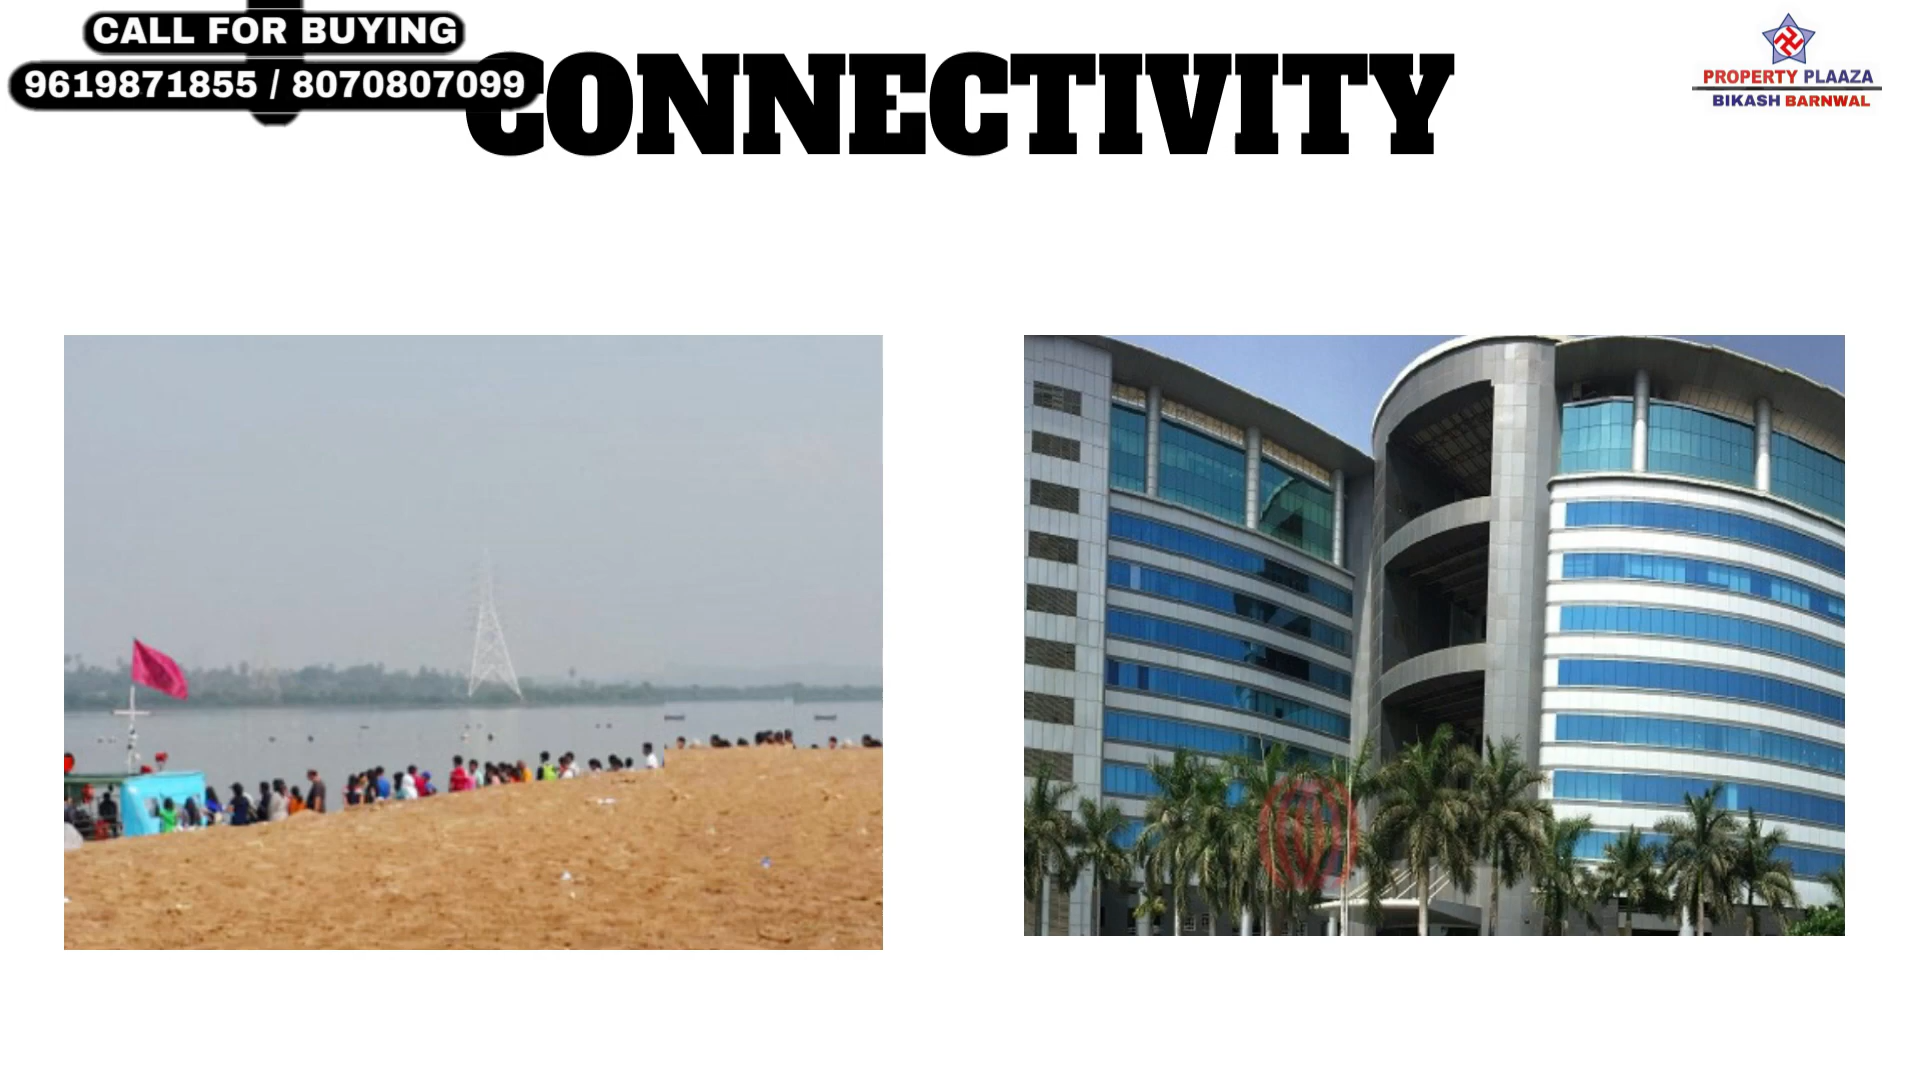 CALL FOR BUYING
9619871855 / 8070807099
CONNECTIVITY
PROPERTY PLAAZA
BIKASH BARNWAL